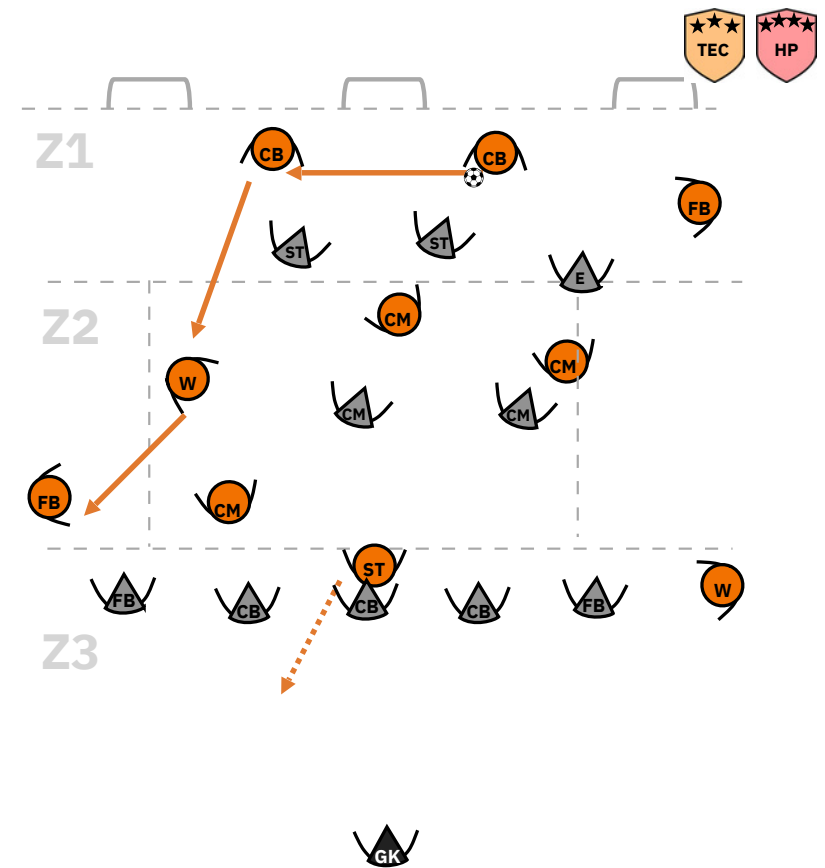 TEC HP
Z1
CB CB
FB
ST ST
E
Z2
CM
CM
W
CM CM
FB
CM
ST
FB CB CB CB FB W
Z3
GK